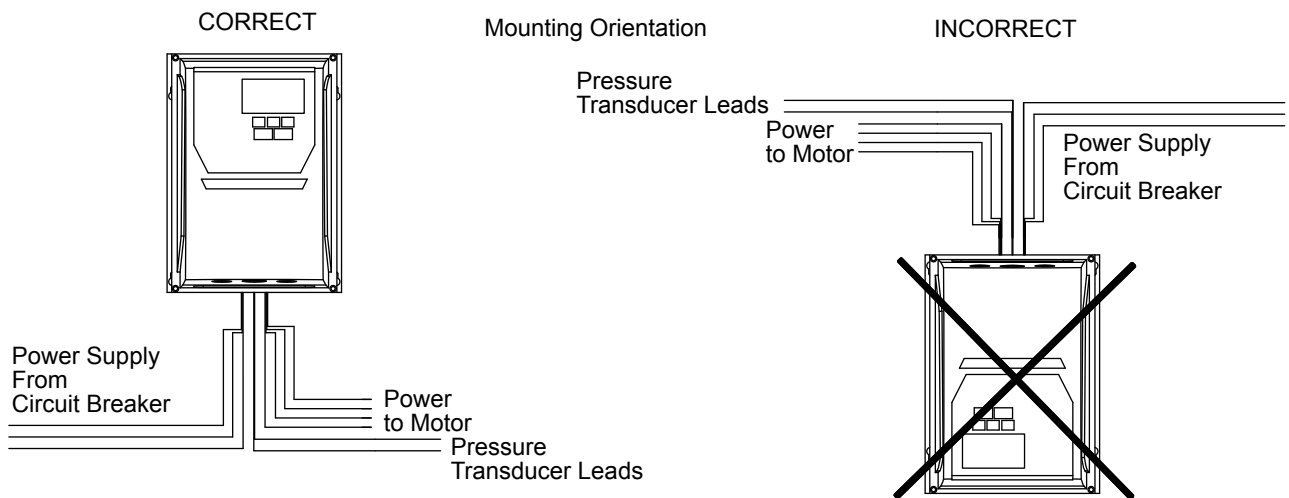 CORRECT
Mounting Orientation
INCORRECT
Pressure
Transducer Leads
Power
to Motor
Power Supply
From
Circuit Breaker
Power Supply
From
Circuit Breaker
Power
to Motor
Pressure
Transducer Leads